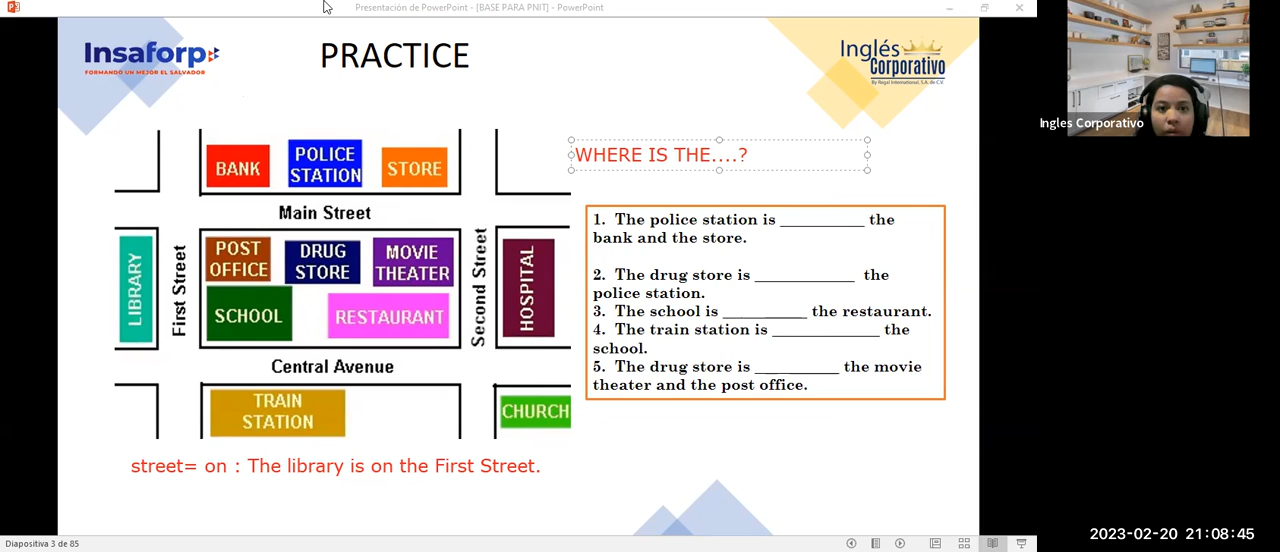 Presentación de PowerPoint - [BASE PARA PNIT] - PowerPoint
Insaforp
FORMANDO UN MEJOR EL SALVADOR
PRACTICE
Inglés
Corporativo
By Regal International, S.A. de C.V.
Ingles Corporativo
WHERE IS THE....?
BANK
POLICE
STATION
STORE
Main Street
LIBRARY
First Street
POST
OFFICE
DRUG
STORE
MOVIE
THEATER
SCHOOL
RESTAURANT
Second Street
HOSPITAL
Central Avenue
TRAIN
STATION
CHURCH
1. The police station is __________ the
bank and the store.
2. The drug store is ____________ the
police station.
3. The school is __________ the restaurant.
4. The train station is _____________ the
school.
5. The drug store is __________ the movie
theater and the post office.
street= on : The library is on the First Street.
Diapositiva 3 de 85
2023-02-20 21:08:45